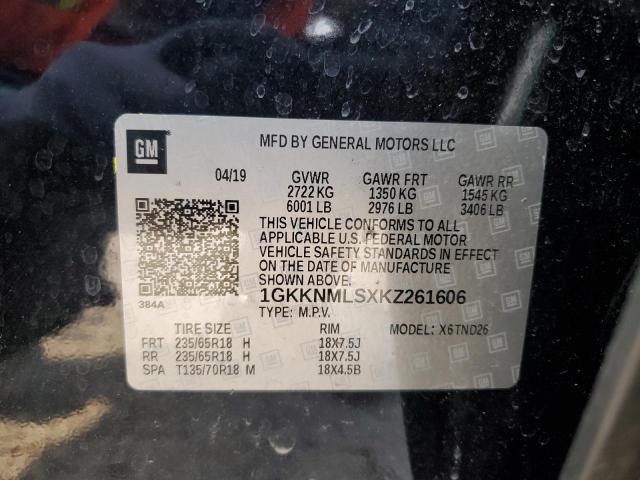 GM
MFD BY GENERAL MOTORS LLC
04/19 GVWR GAWR FRT GAWR RR
2722 KG 1350 KG 1545 KG
6001 LB 2976 LB 3406 LB
THIS VEHICLE CONFORMS TO ALL
APPLICABLE U.S. FEDERAL MOTOR
VEHICLE SAFETY STANDARDS IN EFFECT
ON THE DATE OF MANUFACTURE
SHOWN ABOVE.
384A
1GKKNMLSXKZ261606
TYPE: M.P.V. MODEL: X6TND26
TIRE SIZE RIM
FRT 235/65R18 H 18X7.5J
RR 235/65R18 H 18X7.5J
SPA T135/70R18 M 18X4.5B